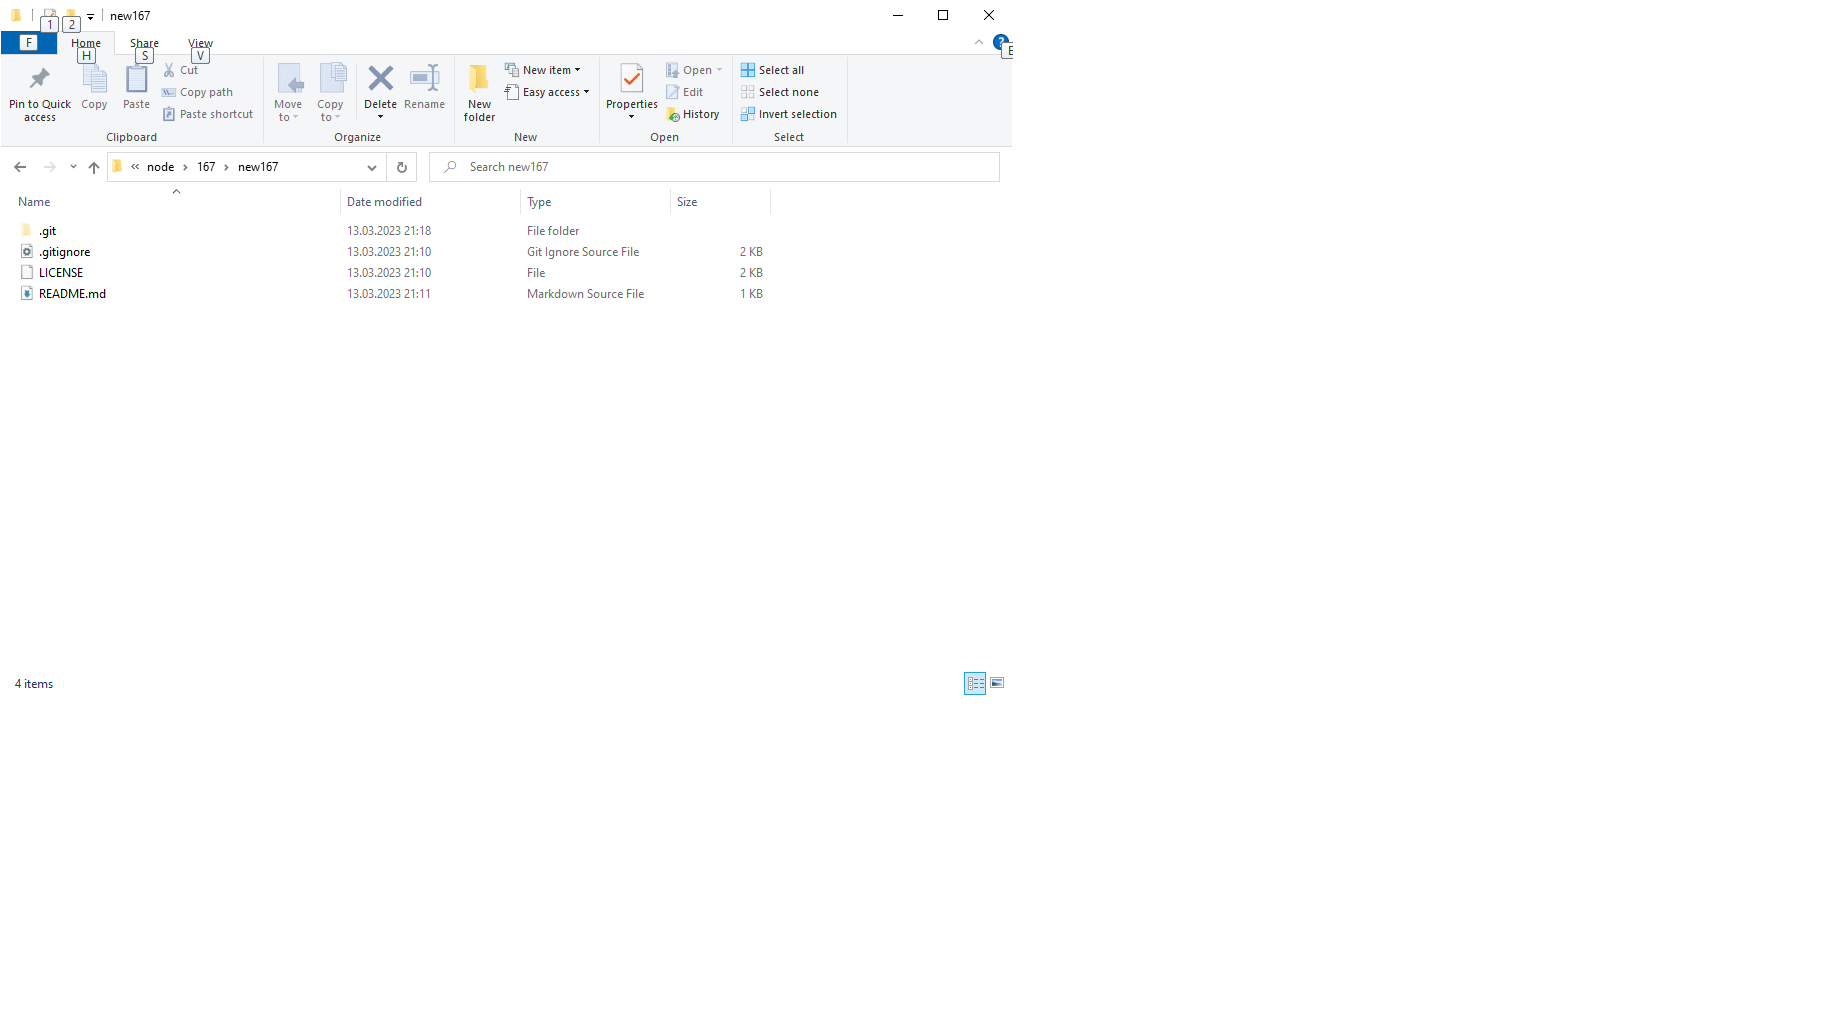 1 2 new167
F Home Share View
H S V E
Pin to Quick access
Copy
Paste
Cut
Copy path
Paste shortcut
Clipboard
Move to
Copy to
Delete
Rename
Organize
New folder
New item
Easy access
New
Properties
Open
Edit
History
Open
Select all
Select none
Invert selection
Select
« node › 167 › new167
Search new167
Name Date modified Type Size
.git 13.03.2023 21:18 File folder
.gitignore 13.03.2023 21:10 Git Ignore Source File 2 KB
LICENSE 13.03.2023 21:10 File 2 KB
README.md 13.03.2023 21:11 Markdown Source File 1 KB
4 items